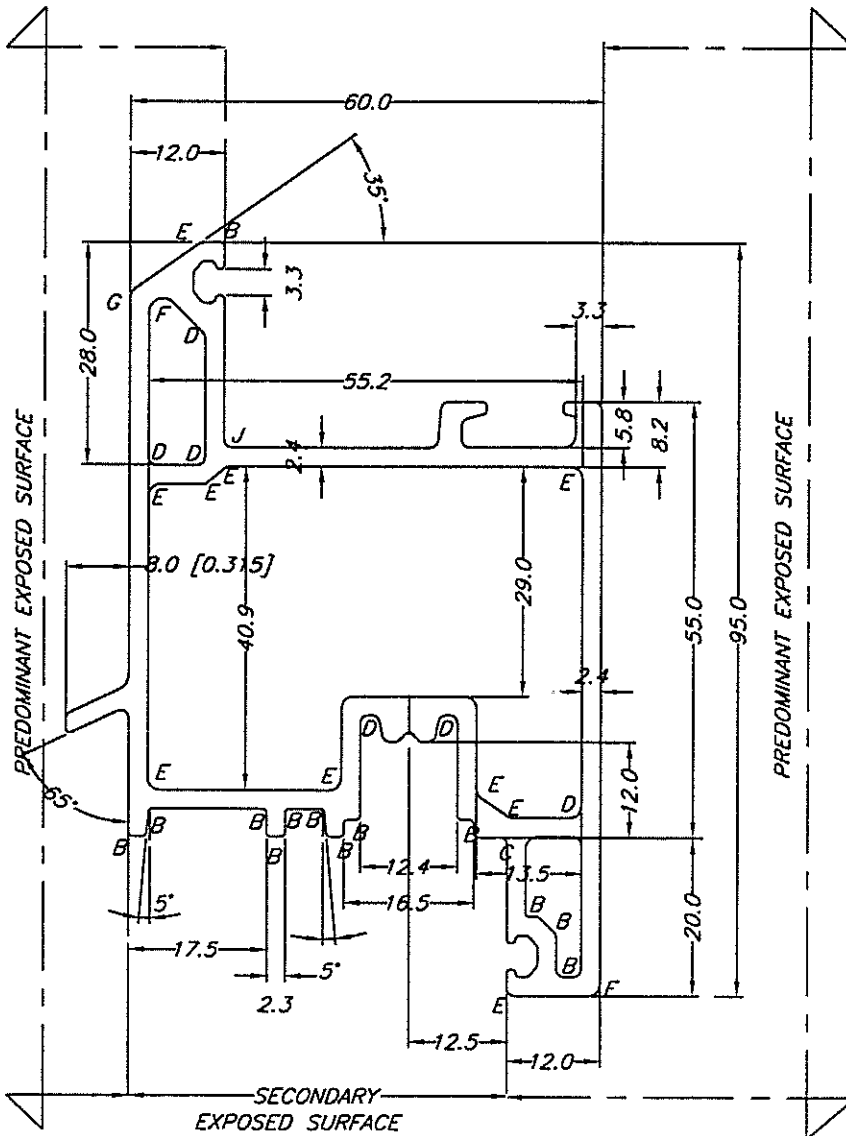 60.0
12.0
35°
E B
3.3
G
F
D
3.3
28.0
55.2
5.8
8.2
J
2.4
D D
E E E
E
8.0 [0.315]
40.9
29.0
55.0
95.0
2.4
PREDOMINANT EXPOSED SURFACE
PREDOMINANT EXPOSED SURFACE
D D
12.0
65°
E E
E E D
B B B B B B B B B
12.4
C
13.5
16.5
5°
20.0
17.5
5°
2.3
B B
B
E F
12.5
12.0
SECONDARY
EXPOSED SURFACE